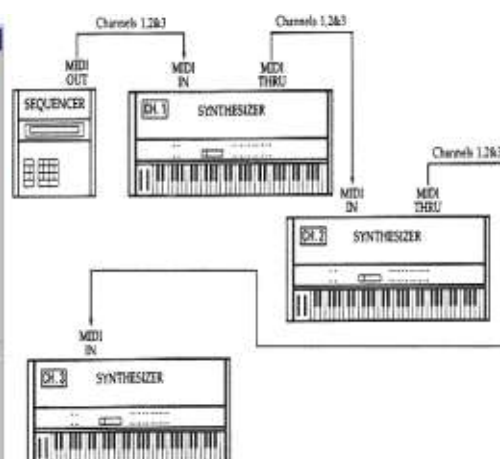 Channels 1,2&3
Channels 1,2&3
MIDI
OUT
MIDI
IN
MIDI
THRU
SEQUENCER
CH. 1
SYNTHESIZER
Channels 1,2&3
MIDI
IN
MIDI
THRU
CH. 2
SYNTHESIZER
MIDI
IN
CH. 3
SYNTHESIZER